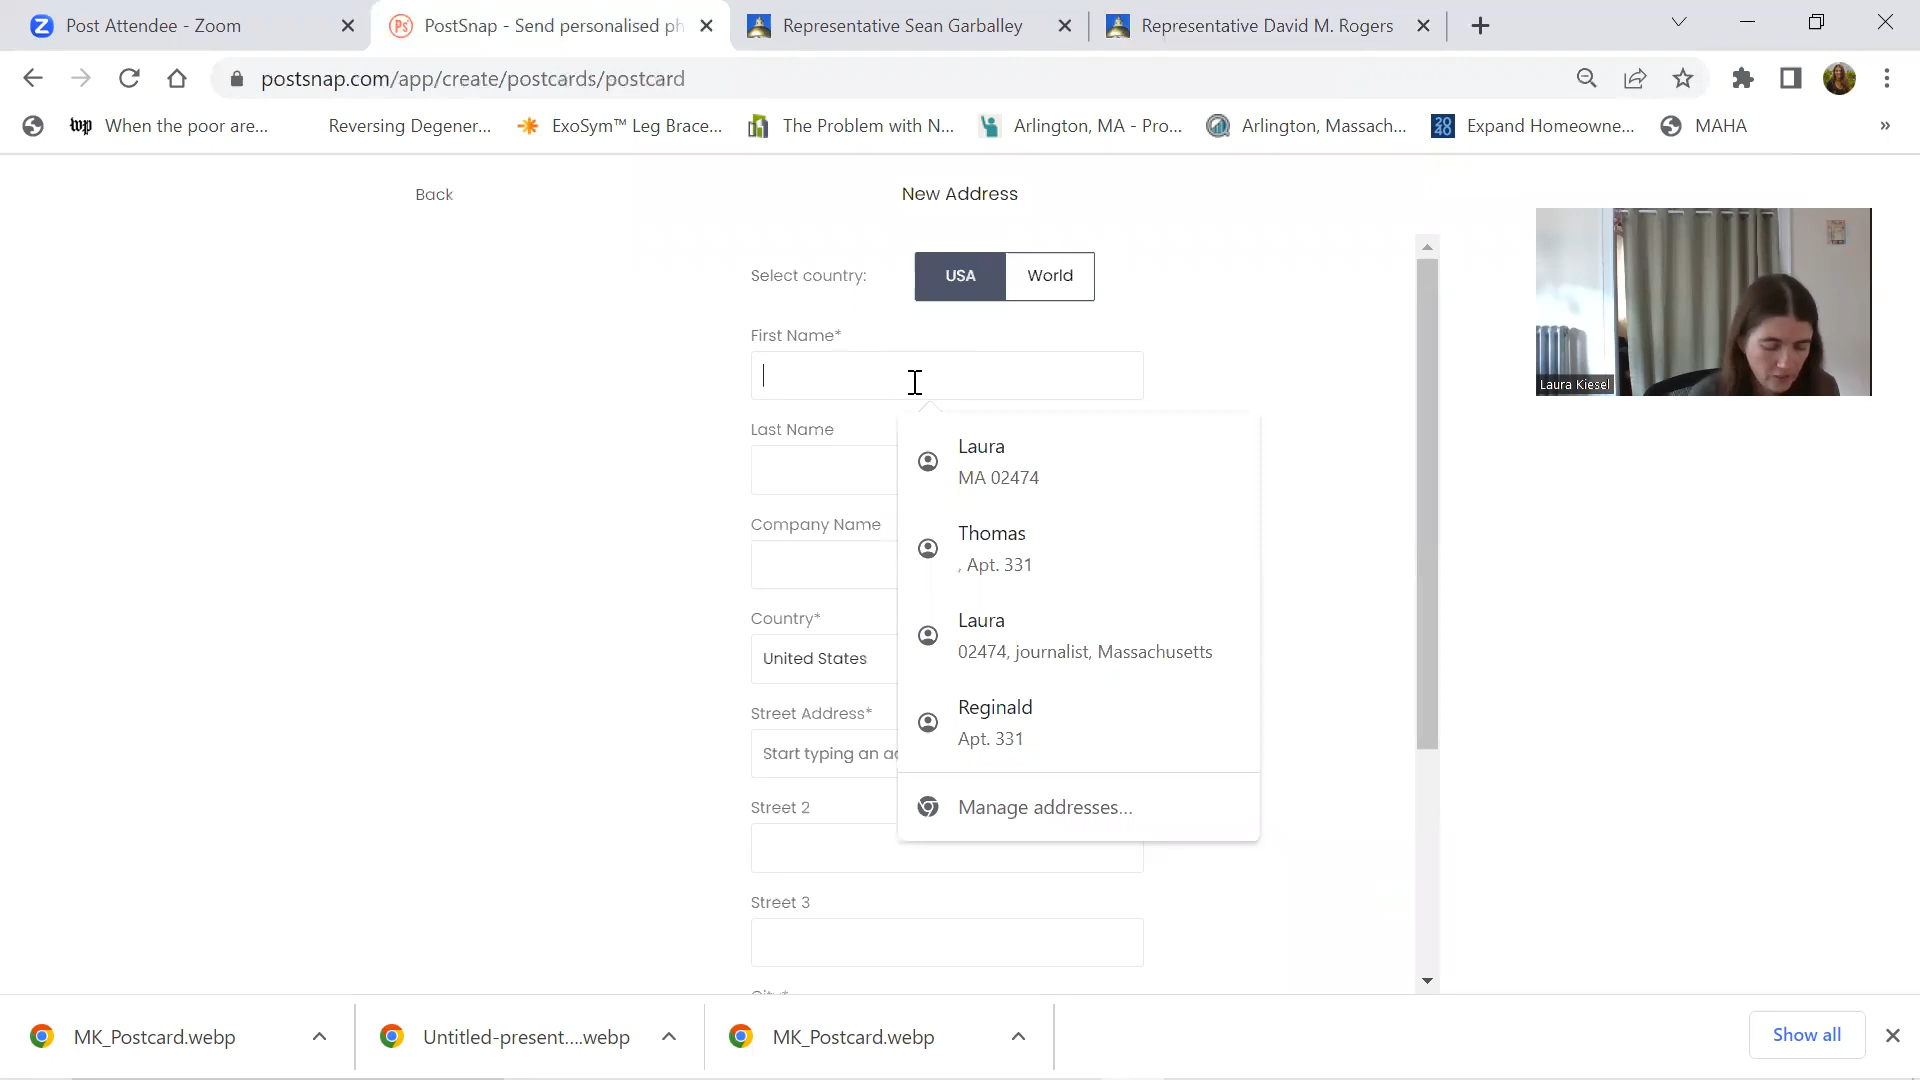 Post Attendee - Zoom
PostSnap - Send personalised ph
Representative Sean Garballey
Representative David M. Rogers
postsnap.com/app/create/postcards/postcard
wp When the poor are...
Reversing Degener...
ExoSym™ Leg Brace...
The Problem with N...
Arlington, MA - Pro...
Arlington, Massach...
2040 Expand Homeowne...
MAHA
»
Back
New Address
Select country:
USA
World
First Name*
Last Name
Laura
MA 02474
Company Name
Thomas
, Apt. 331
Country*
Laura
United States
02474, journalist, Massachusetts
Street Address*
Reginald
Apt. 331
Start typing an a
Street 2
Manage addresses...
Street 3
City*
Laura Kiesel
MK_Postcard.webp
Untitled-present....webp
MK_Postcard.webp
Show all